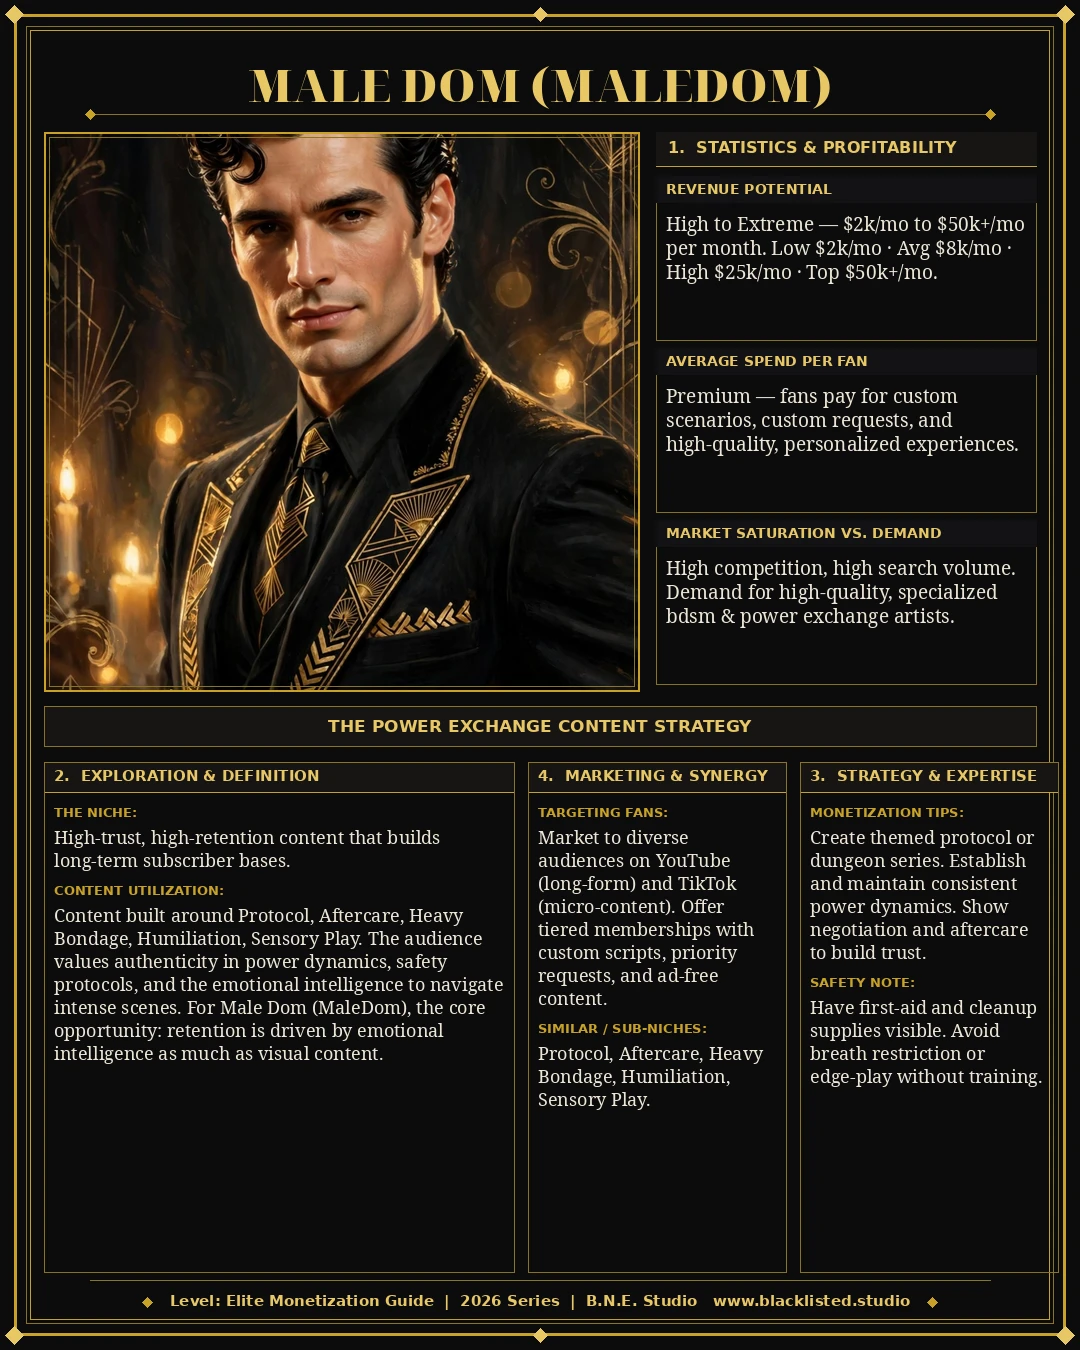 MALE DOM (MALEDOM)
1. STATISTICS & PROFITABILITY
REVENUE POTENTIAL
High to Extreme — $2k/mo to $50k+/mo
per month. Low $2k/mo · Avg $8k/mo ·
High $25k/mo · Top $50k+/mo.
AVERAGE SPEND PER FAN
Premium — fans pay for custom
scenarios, custom requests, and
high-quality, personalized experiences.
MARKET SATURATION VS. DEMAND
High competition, high search volume.
Demand for high-quality, specialized
bdsm & power exchange artists.
THE POWER EXCHANGE CONTENT STRATEGY
2. EXPLORATION & DEFINITION
THE NICHE:
High-trust, high-retention content that builds
long-term subscriber bases.
CONTENT UTILIZATION:
Content built around Protocol, Aftercare, Heavy
Bondage, Humiliation, Sensory Play. The audience
values authenticity in power dynamics, safety
protocols, and the emotional intelligence to navigate
intense scenes. For Male Dom (MaleDom), the core
opportunity: retention is driven by emotional
intelligence as much as visual content.
4. MARKETING & SYNERGY
TARGETING FANS:
Market to diverse
audiences on YouTube
(long-form) and TikTok
(micro-content). Offer
tiered memberships with
custom scripts, priority
requests, and ad-free
content.
SIMILAR / SUB-NICHES:
Protocol, Aftercare, Heavy
Bondage, Humiliation,
Sensory Play.
3. STRATEGY & EXPERTISE
MONETIZATION TIPS:
Create themed protocol or
dungeon series. Establish
and maintain consistent
power dynamics. Show
negotiation and aftercare
to build trust.
SAFETY NOTE:
Have first-aid and cleanup
supplies visible. Avoid
breath restriction or
edge-play without training.
Level: Elite Monetization Guide | 2026 Series | B.N.E. Studio www.blacklisted.studio